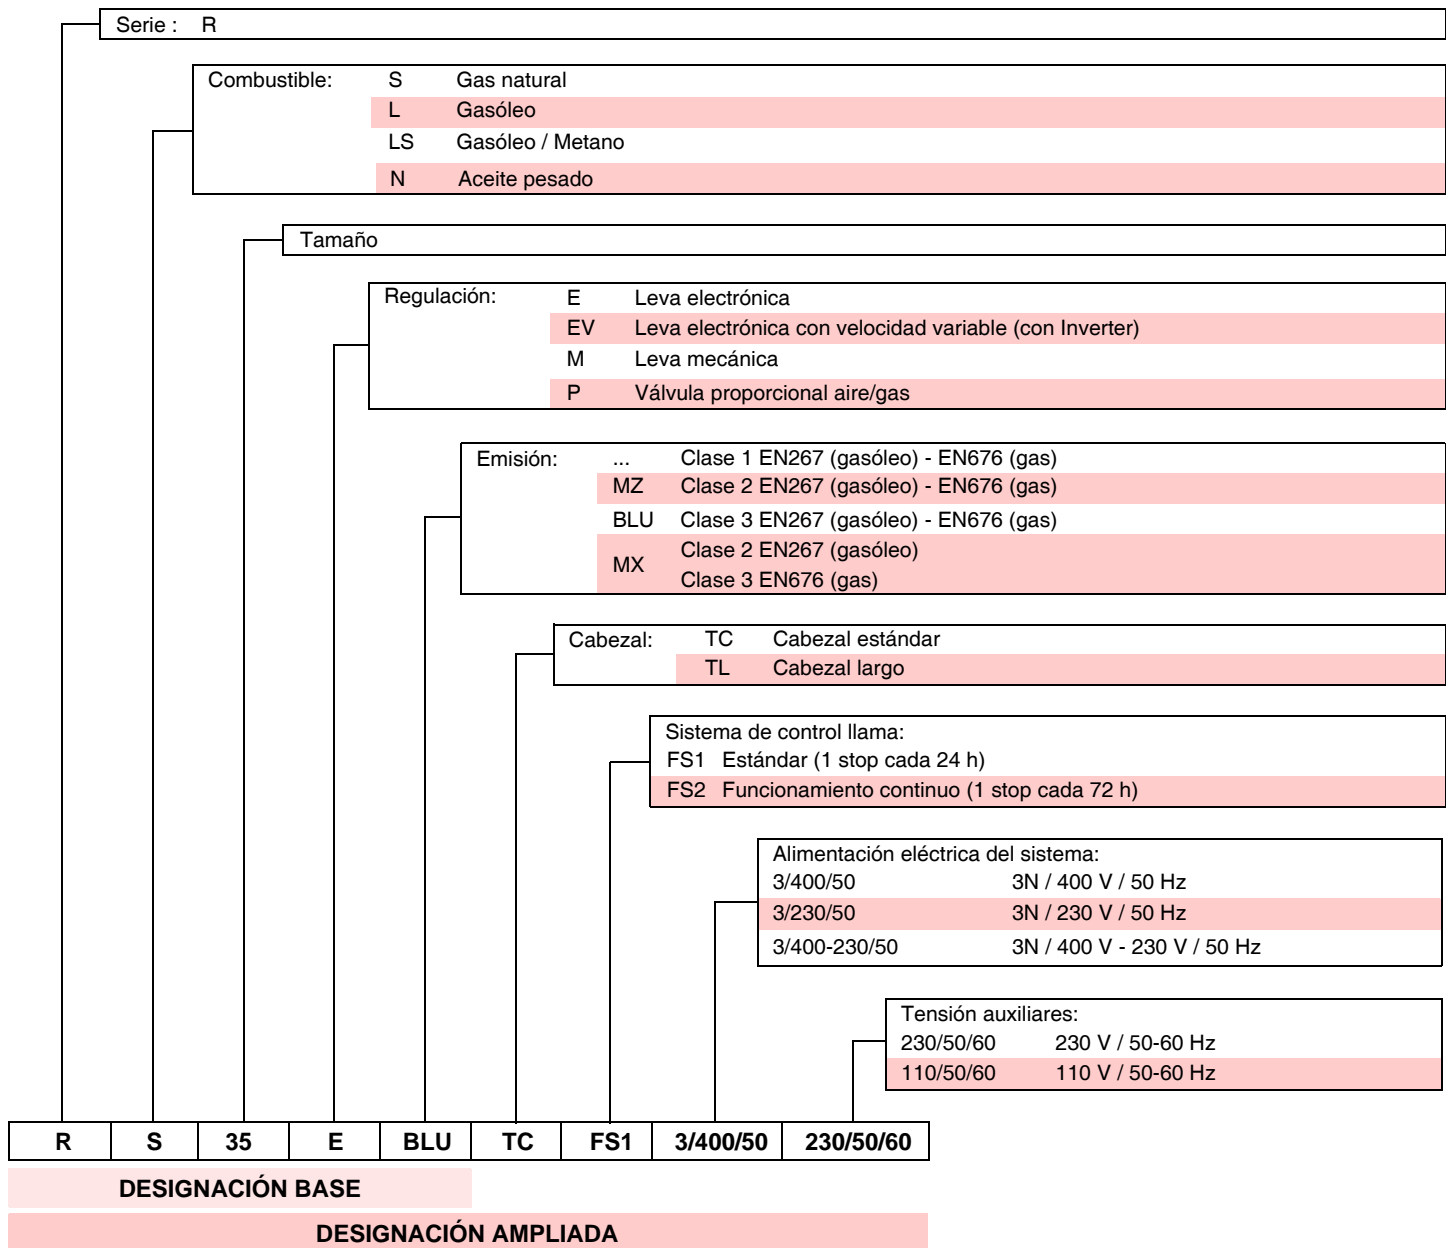 Serie : R
Combustible: S Gas natural
L Gasóleo
LS Gasóleo / Metano
N Aceite pesado
Tamaño
Regulación: E Leva electrónica
EV Leva electrónica con velocidad variable (con Inverter)
M Leva mecánica
P Válvula proporcional aire/gas
Emisión: ... Clase 1 EN267 (gasóleo) - EN676 (gas)
MZ Clase 2 EN267 (gasóleo) - EN676 (gas)
BLU Clase 3 EN267 (gasóleo) - EN676 (gas)
MX Clase 2 EN267 (gasóleo)
Clase 3 EN676 (gas)
Cabezal: TC Cabezal estándar
TL Cabezal largo
Sistema de control llama:
FS1 Estándar (1 stop cada 24 h)
FS2 Funcionamiento continuo (1 stop cada 72 h)
Alimentación eléctrica del sistema:
3/400/50 3N / 400 V / 50 Hz
3/230/50 3N / 230 V / 50 Hz
3/400-230/50 3N / 400 V - 230 V / 50 Hz
Tensión auxiliares:
230/50/60 230 V / 50-60 Hz
110/50/60 110 V / 50-60 Hz
R S 35 E BLU TC FS1 3/400/50 230/50/60
DESIGNACIÓN BASE
DESIGNACIÓN AMPLIADA